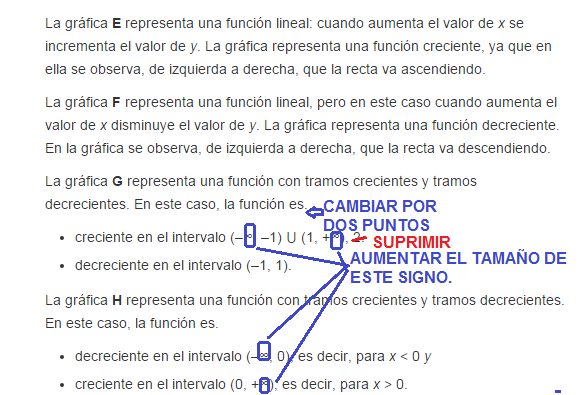 La gráfica E representa una función lineal: cuando aumenta el valor de x se
incrementa el valor de y. La gráfica representa una función creciente, ya que en
ella se observa, de izquierda a derecha, que la recta va ascendiendo.
La gráfica F representa una función lineal, pero en este caso cuando aumenta el
valor de x disminuye el valor de y. La gráfica representa una función decreciente.
En la gráfica se observa, de izquierda a derecha, que la recta va descendiendo.
La gráfica G representa una función con tramos crecientes y tramos
decrecientes. En este caso, la función es. CAMBIAR POR
DOS PUNTOS
• creciente en el intervalo (–∞ –1) U (1, +∞), 2. SUPRIMIR
AUMENTAR EL TAMAÑO DE
• decreciente en el intervalo (–1, 1).
ESTE SIGNO.
La gráfica H representa una función con tramos crecientes y tramos decrecientes.
En este caso, la función es.
• decreciente en el intervalo (–∞, 0), es decir, para x < 0 y
• creciente en el intervalo (0, +∞), es decir, para x > 0.